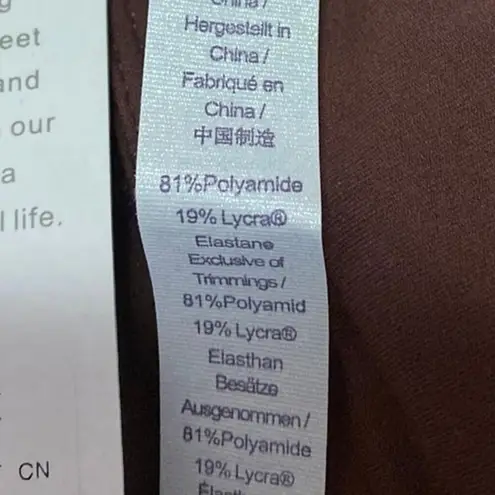 eet
and
our
a
life.
CN
China/
Hergestellt in
China/
Fabriqué en
China/
中国制造
81%Polyamide
19% Lycra®
Elastane
Exclusive of
Trimmings/
81%Polyamid
19% Lycra®
Elasthan
Besätze
Ausgenommen/
81%Polyamide
19% Lycra®